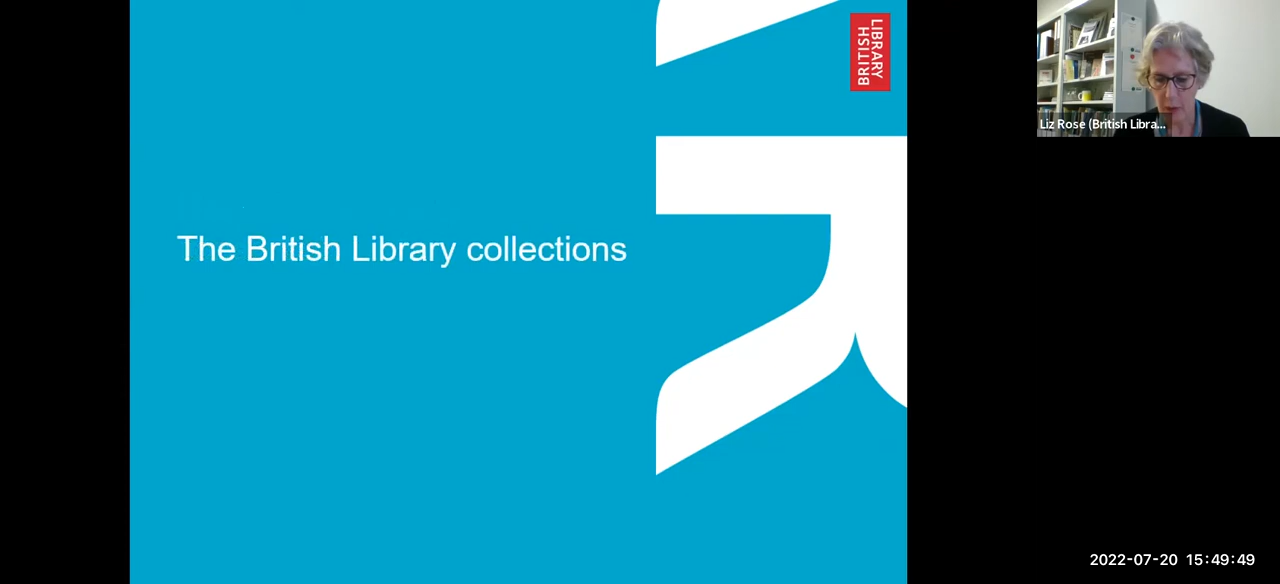 LIBRARY
BRITISH
The British Library collections
Liz Rose (British Libra...
2022-07-20 15:49:49